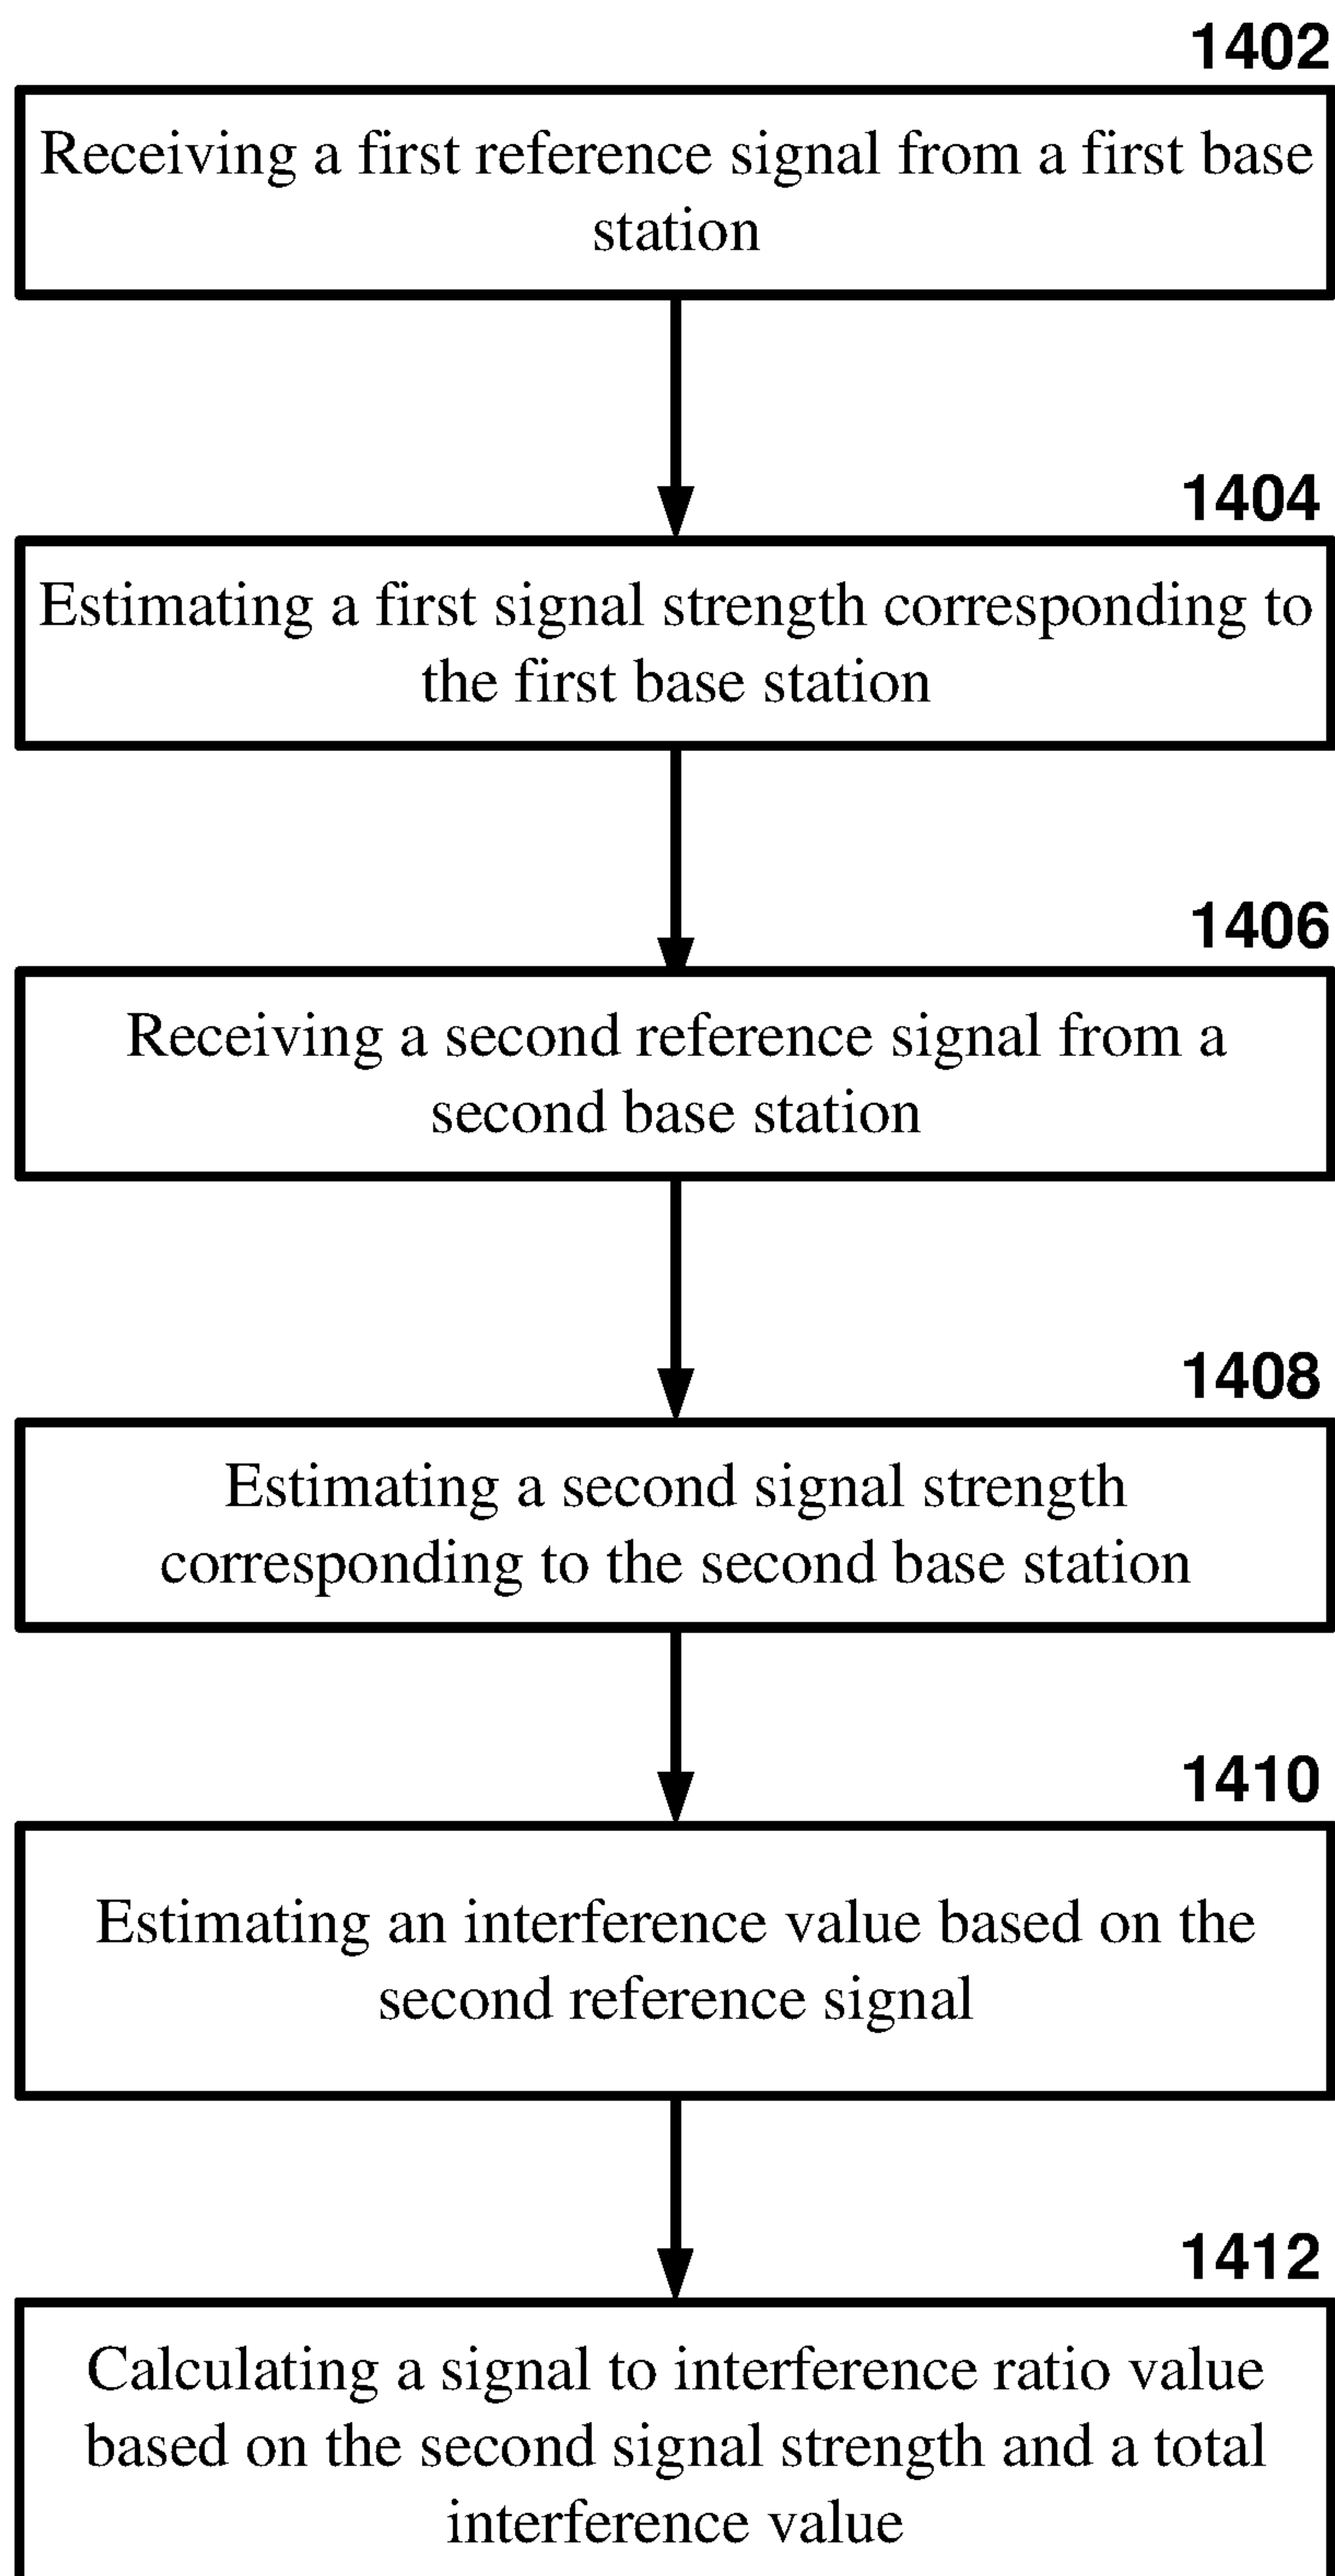 1402
Receiving a first reference signal from a first base
station
1404
Estimating a first signal strength corresponding to
the first base station
1406
Receiving a second reference signal from a
second base station
1408
Estimating a second signal strength
corresponding to the second base station
1410
Estimating an interference value based on the
second reference signal
1412
Calculating a signal to interference ratio value
based on the second signal strength and a total
interference value